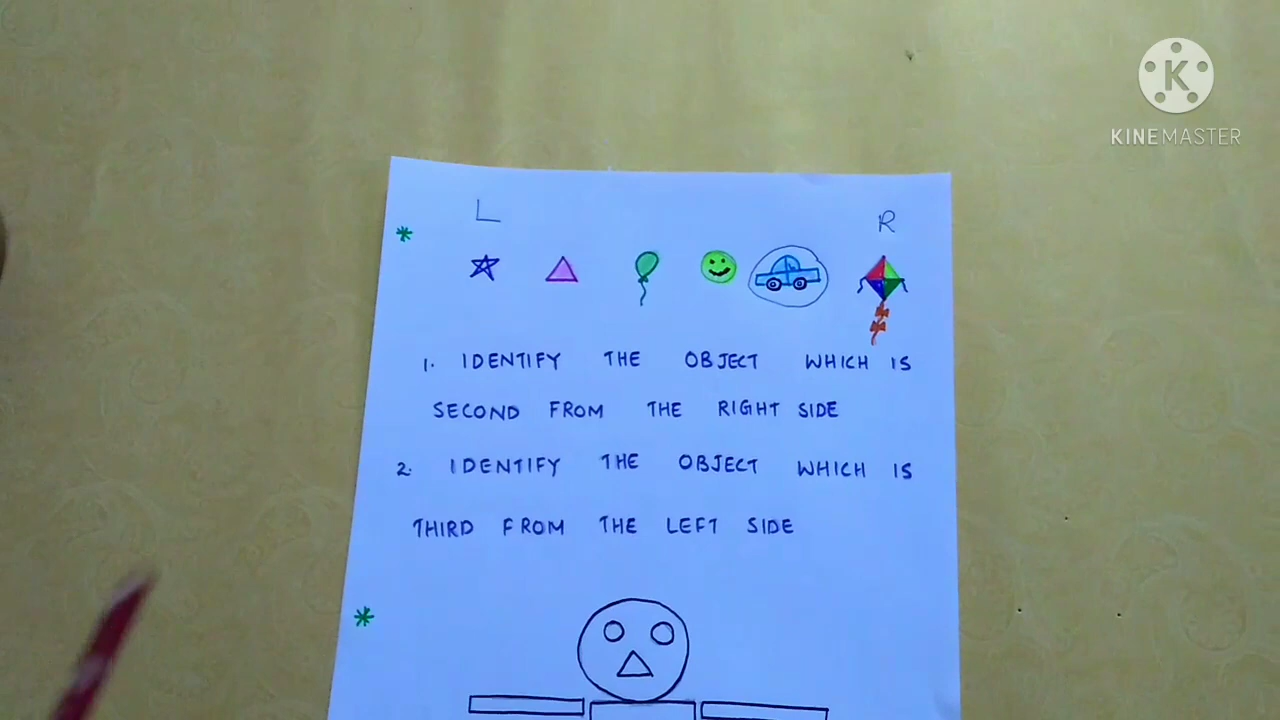 K
KINEMASTER
L R
1. IDENTIFY THE OBJECT WHICH IS
SECOND FROM THE RIGHT SIDE
2. IDENTIFY THE OBJECT WHICH IS
THIRD FROM THE LEFT SIDE